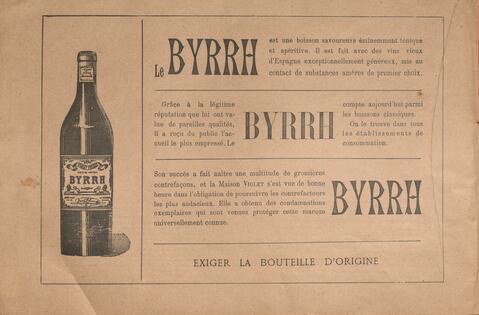 Le BYRRH est une boisson savoureuse éminemment tonique
et apéritive. Il est fait avec des vins vieux
d'Espagne exceptionnellement généreux, mis au
contact de substances amères de premier choix.
Grâce à la légitime
réputation que lui ont va-
lue de pareilles qualités,
il a reçu du public l'ac-
cueil le plus empressé. Le
BYRRH
compte aujourd'hui parmi
les boissons classiques.
On le trouve dans tous
les établissements de
consommation.
Son succès a fait naître une multitude de grossières
contrefaçons, et la Maison VIOLET s'est vue de bonne
heure dans l'obligation de poursuivre les contrefacteurs
les plus audacieux. Elle a obtenu des condamnations
exemplaires qui sont venues protéger cette marque
universellement connue.
BYRRH
BYRRH
EXIGER LA BOUTEILLE D'ORIGINE